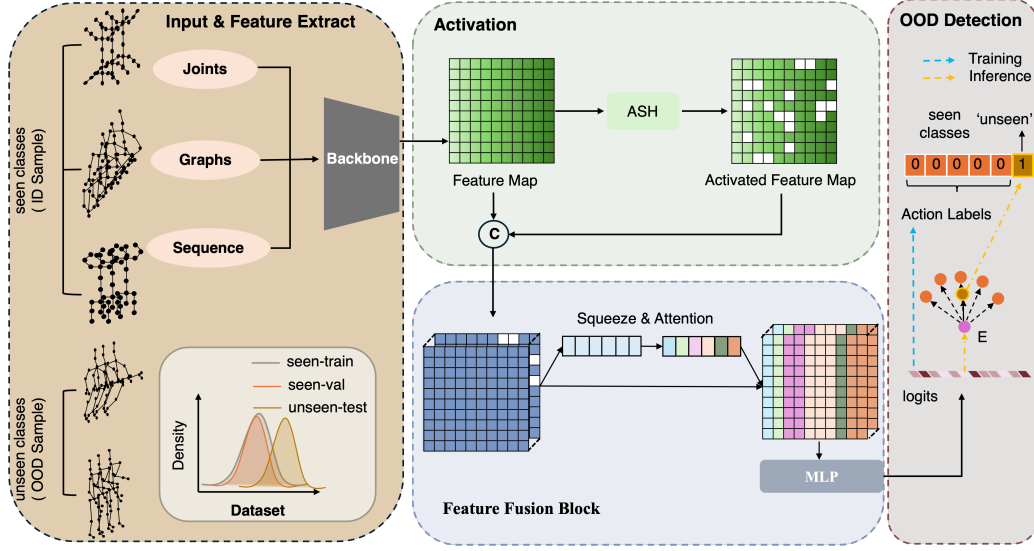 Input & Feature Extract
seen classes
( ID Sample)
Joints
Graphs
Sequence
Backbone
unseen classes
( OOD Sample)
seen-train
seen-val
unseen-test
Density
Dataset
Activation
Feature Map
ASH
Activated Feature Map
C
Squeeze & Attention
MLP
Feature Fusion Block
OOD Detection
Training
Inference
seen
classes
'unseen'
0 0 0 0 0 1
Action Labels
E
logits